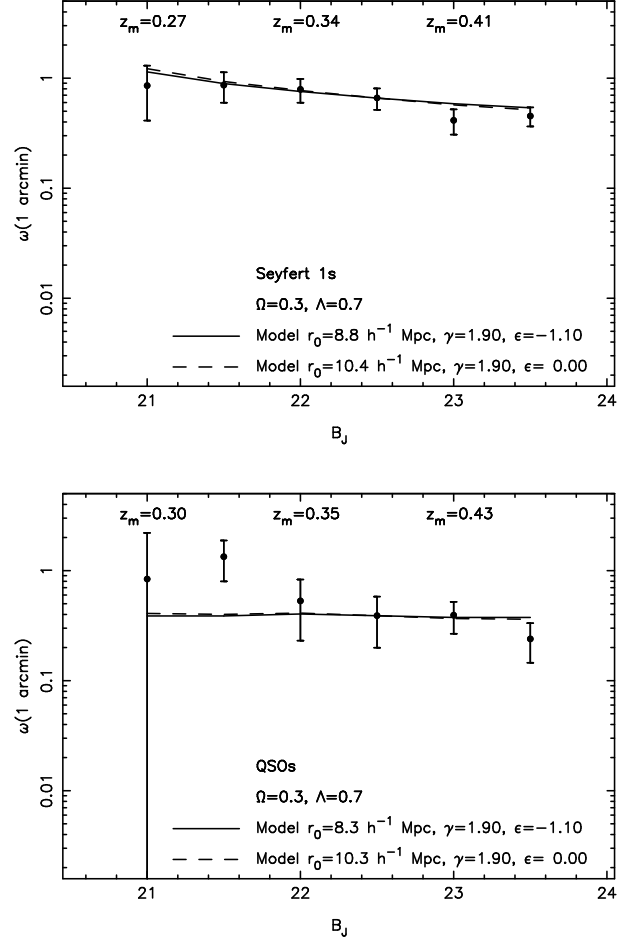 z_m=0.27 z_m=0.34 z_m=0.41
1
0.1
0.01
ω(1 arcmin)
Seyfert 1s
Ω=0.3, Λ=0.7
Model r_0=8.8 h^-1 Mpc, γ=1.90, ϵ=-1.10
Model r_0=10.4 h^-1 Mpc, γ=1.90, ϵ= 0.00
21 22 23 24
B_J
z_m=0.30 z_m=0.35 z_m=0.43
1
0.1
0.01
ω(1 arcmin)
QSOs
Ω=0.3, Λ=0.7
Model r_0=8.3 h^-1 Mpc, γ=1.90, ϵ=-1.10
Model r_0=10.3 h^-1 Mpc, γ=1.90, ϵ= 0.00
21 22 23 24
B_J